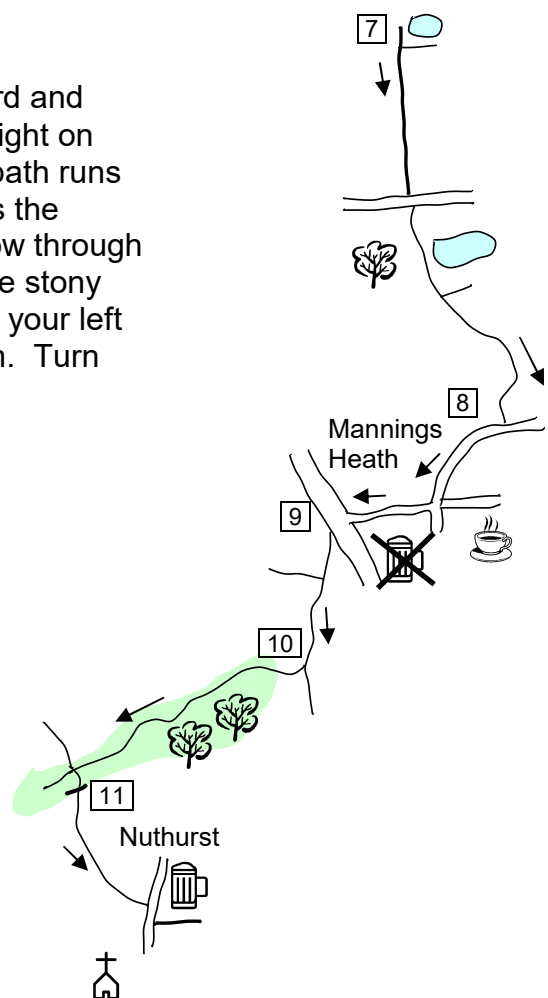 7
rd and
ight on
path runs
s the
ow through
e stony
your left
n.  Turn
8
Mannings
Heath
9
10
11
Nuthurst